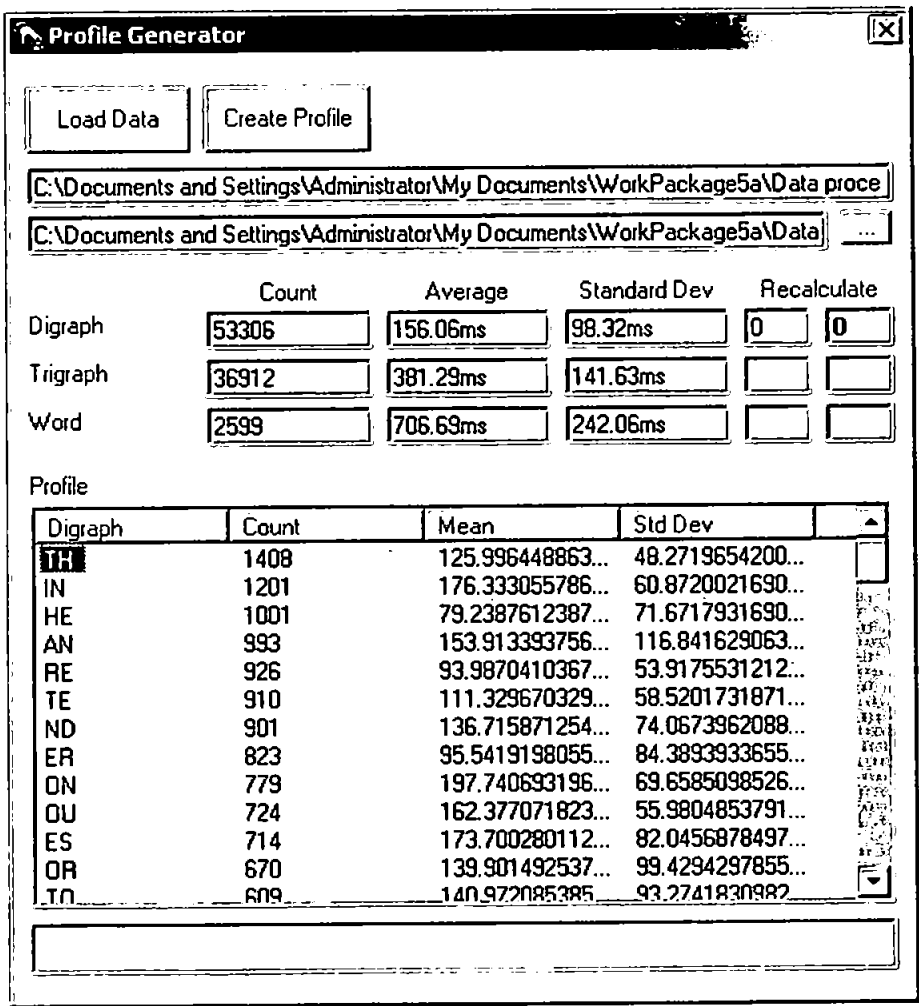 Profile Generator
Load Data Create Profile
C:\Documents and Settings\Administrator\My Documents\WorkPackage5a\Data proce
C:\Documents and Settings\Administrator\My Documents\WorkPackage5a\Data ...
Count Average Standard Dev Recalculate
Digraph 53306 156.06ms 98.32ms 0 0
Trigraph 36912 381.29ms 141.63ms
Word 2599 706.69ms 242.06ms
Profile
Digraph Count Mean Std Dev
TH 1408 125.996448863... 48.2719654200...
IN 1201 176.333055786... 60.8720021690...
HE 1001 79.2387612387... 71.6717931690...
AN 993 153.913393756... 116.841629063...
RE 926 93.9870410367... 53.9175531212...
TE 910 111.329670329... 58.5201731871...
ND 901 136.715871254... 74.0673962088...
ER 823 95.5419198055... 84.3893933655...
ON 779 197.740693196... 69.6585098526...
OU 724 162.377071823... 55.9804853791...
ES 714 173.700280112... 82.0456878497...
OR 670 139.901492537... 99.4294297855...
TO 609 140.972085385... 93.2741830982...